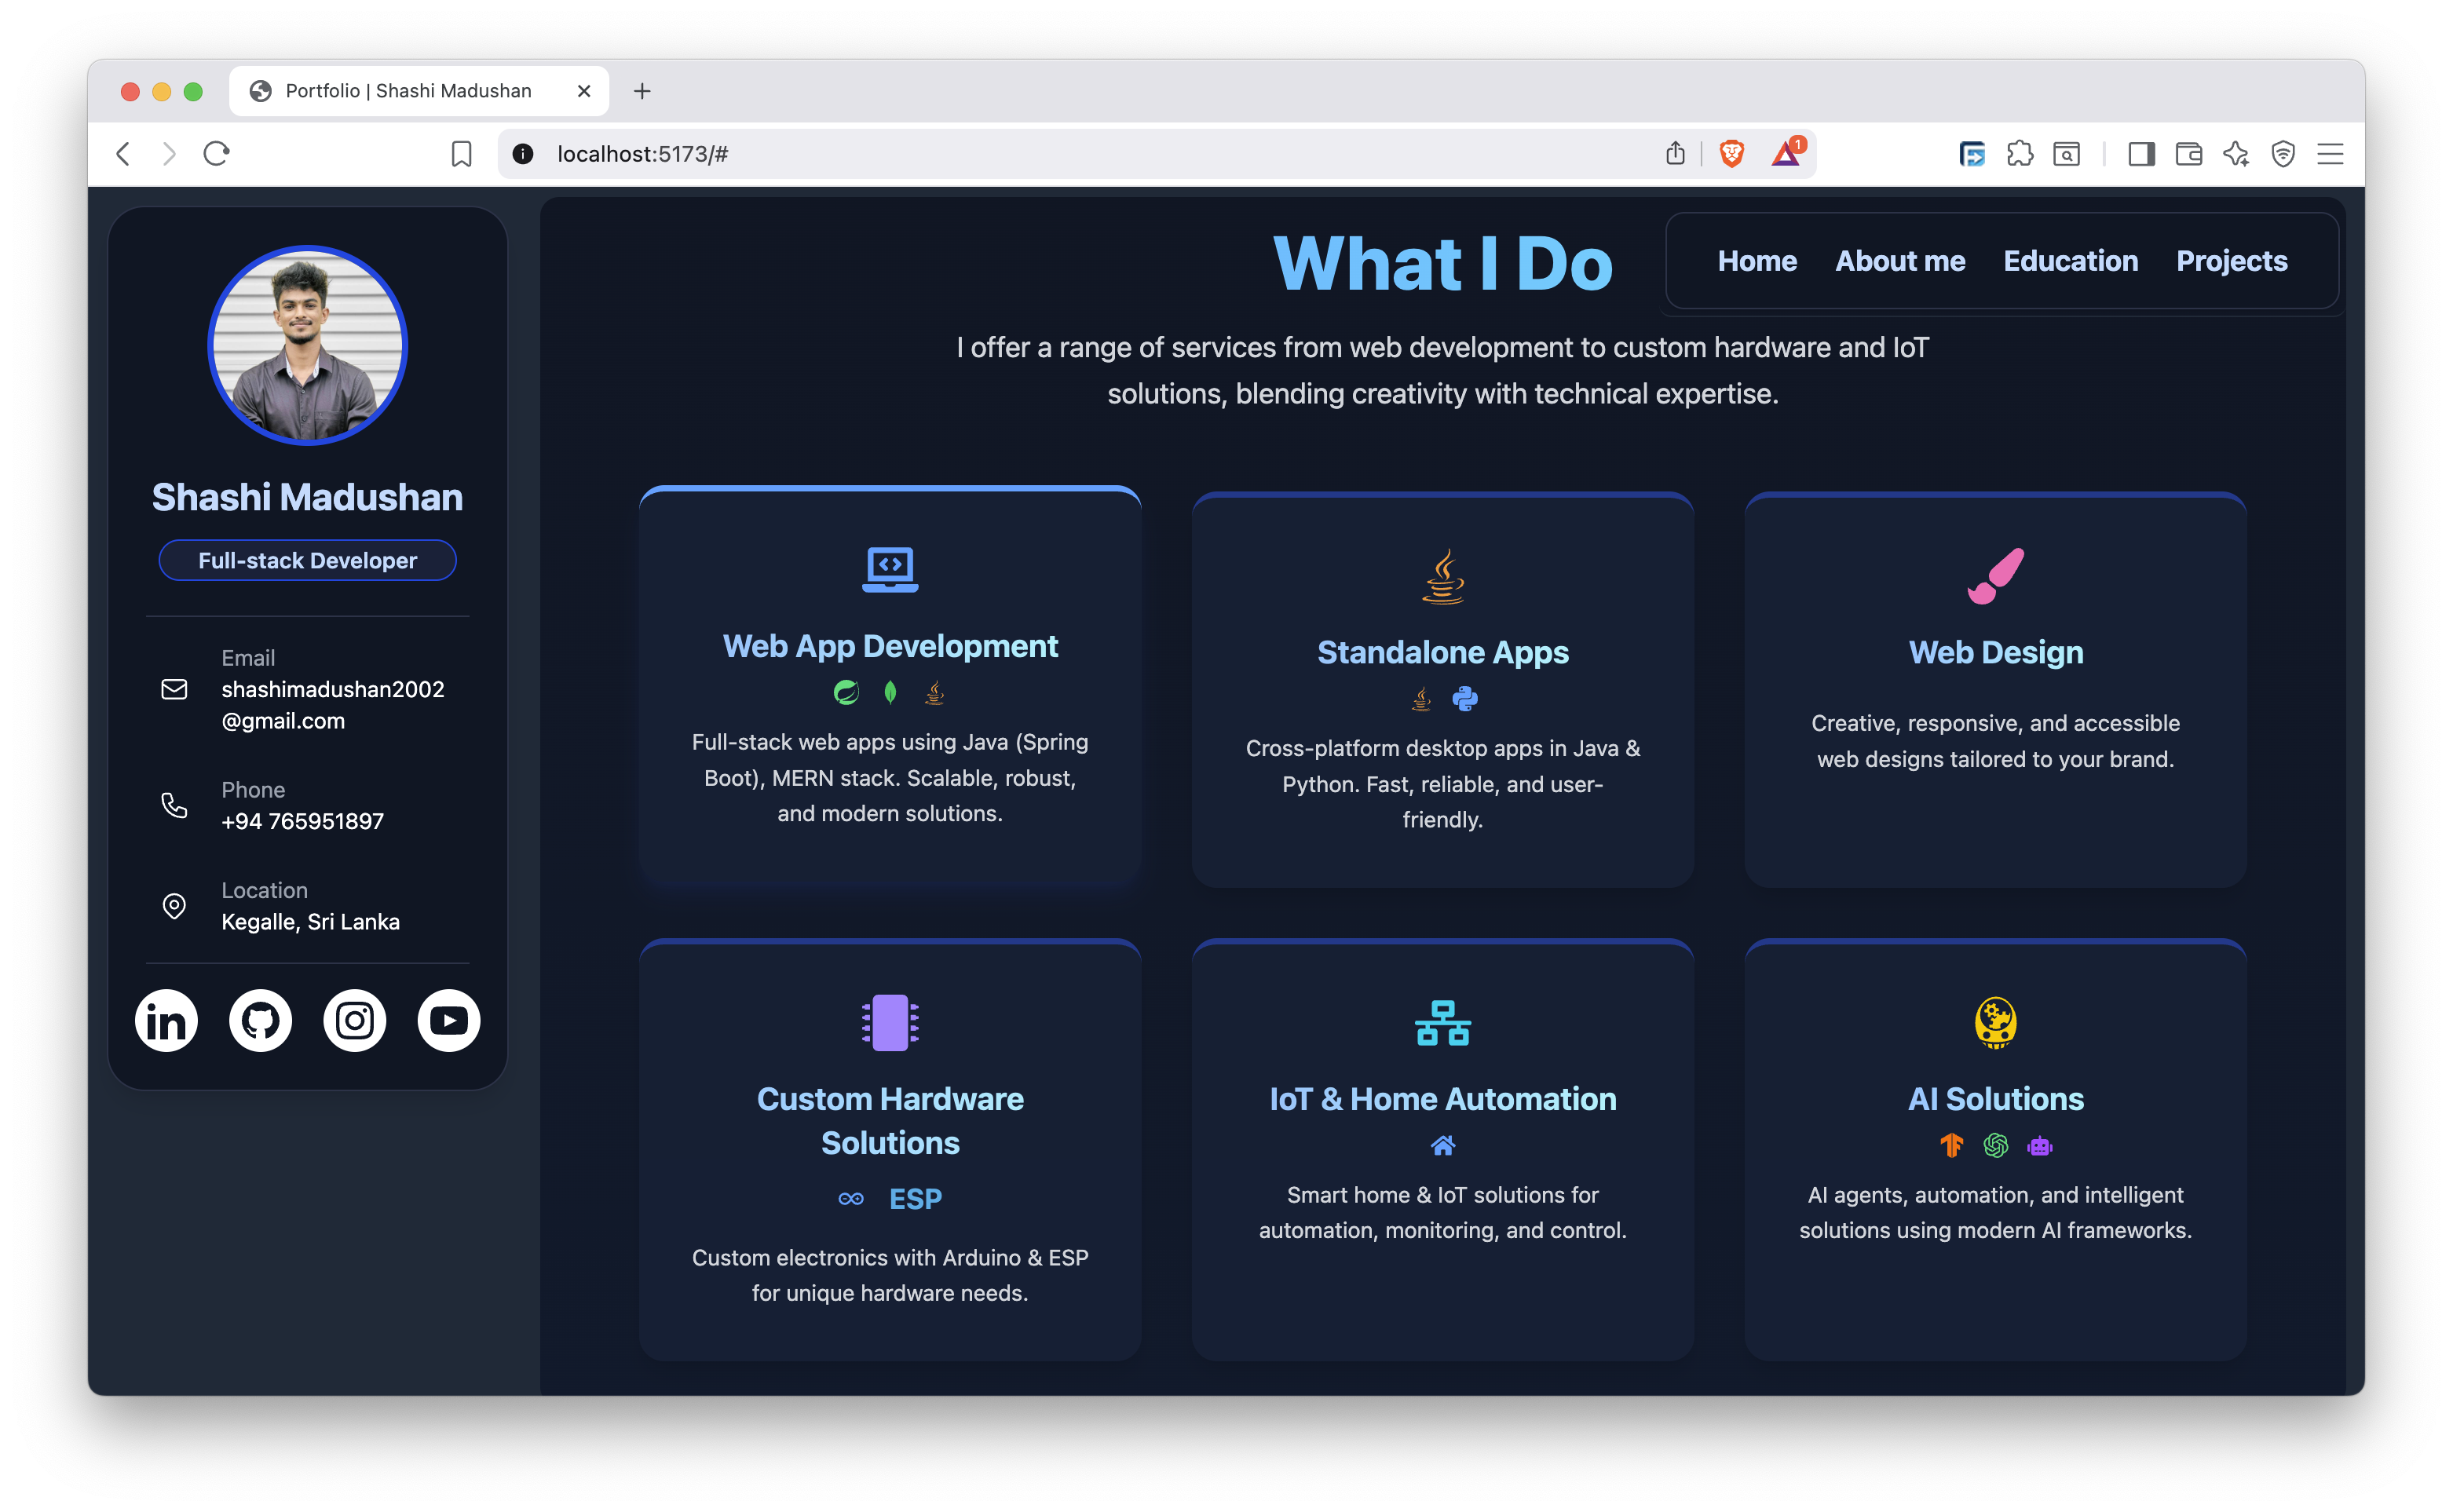 Portfolio | Shashi Madushan
localhost:5173/#
1
Shashi Madushan
Full-stack Developer
Email
shashimadushan2002
@gmail.com
Phone
+94 765951897
Location
Kegalle, Sri Lanka
in
What I Do
Home About me Education Projects
I offer a range of services from web development to custom hardware and IoT
solutions, blending creativity with technical expertise.
Web App Development
Full-stack web apps using Java (Spring
Boot), MERN stack. Scalable, robust,
and modern solutions.
Standalone Apps
Cross-platform desktop apps in Java &
Python. Fast, reliable, and user-
friendly.
Web Design
Creative, responsive, and accessible
web designs tailored to your brand.
Custom Hardware
Solutions
ESP
Custom electronics with Arduino & ESP
for unique hardware needs.
IoT & Home Automation
Smart home & IoT solutions for
automation, monitoring, and control.
AI Solutions
AI agents, automation, and intelligent
solutions using modern AI frameworks.